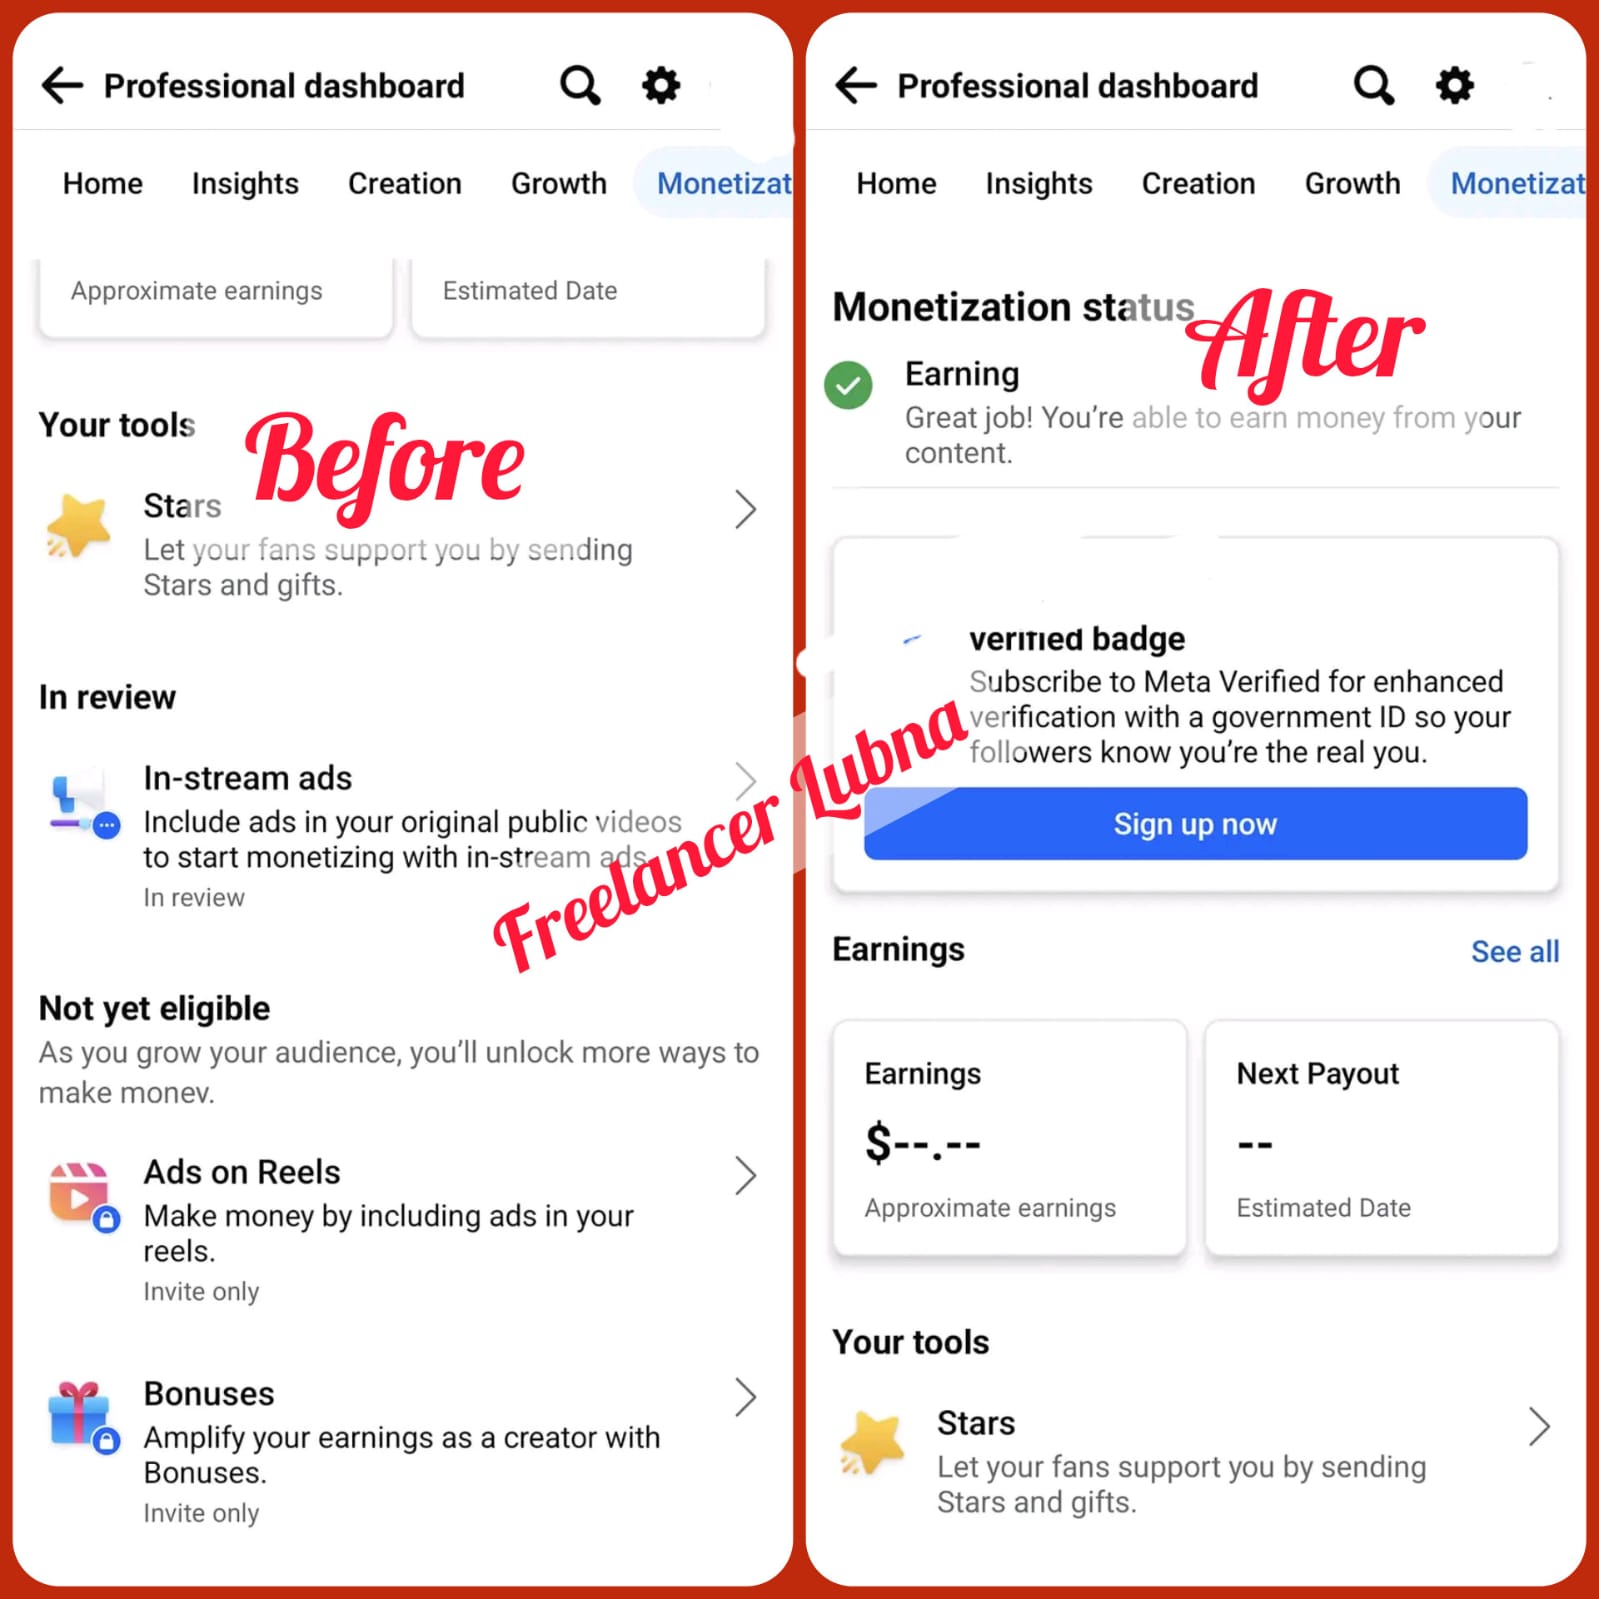 Professional dashboard
Home Insights Creation Growth Monetizat
Approximate earnings Estimated Date
Your tools
Before
Stars
Let your fans support you by sending
Stars and gifts.
In review
In-stream ads
Include ads in your original public videos
to start monetizing with in-stream ads
In review
Not yet eligible
As you grow your audience, you'll unlock more ways to
make money.
Ads on Reels
Make money by including ads in your
reels.
Invite only
Bonuses
Amplify your earnings as a creator with
Bonuses.
Invite only
Freelancer Lubna
Professional dashboard
Home Insights Creation Growth Monetizat
Monetization status
After
Earning
Great job! You're able to earn money from your
content.
verified badge
Subscribe to Meta Verified for enhanced
verification with a government ID so your
followers know you're the real you.
Sign up now
Earnings See all
Earnings Next Payout
$--.-- --
Approximate earnings Estimated Date
Your tools
Stars
Let your fans support you by sending
Stars and gifts.